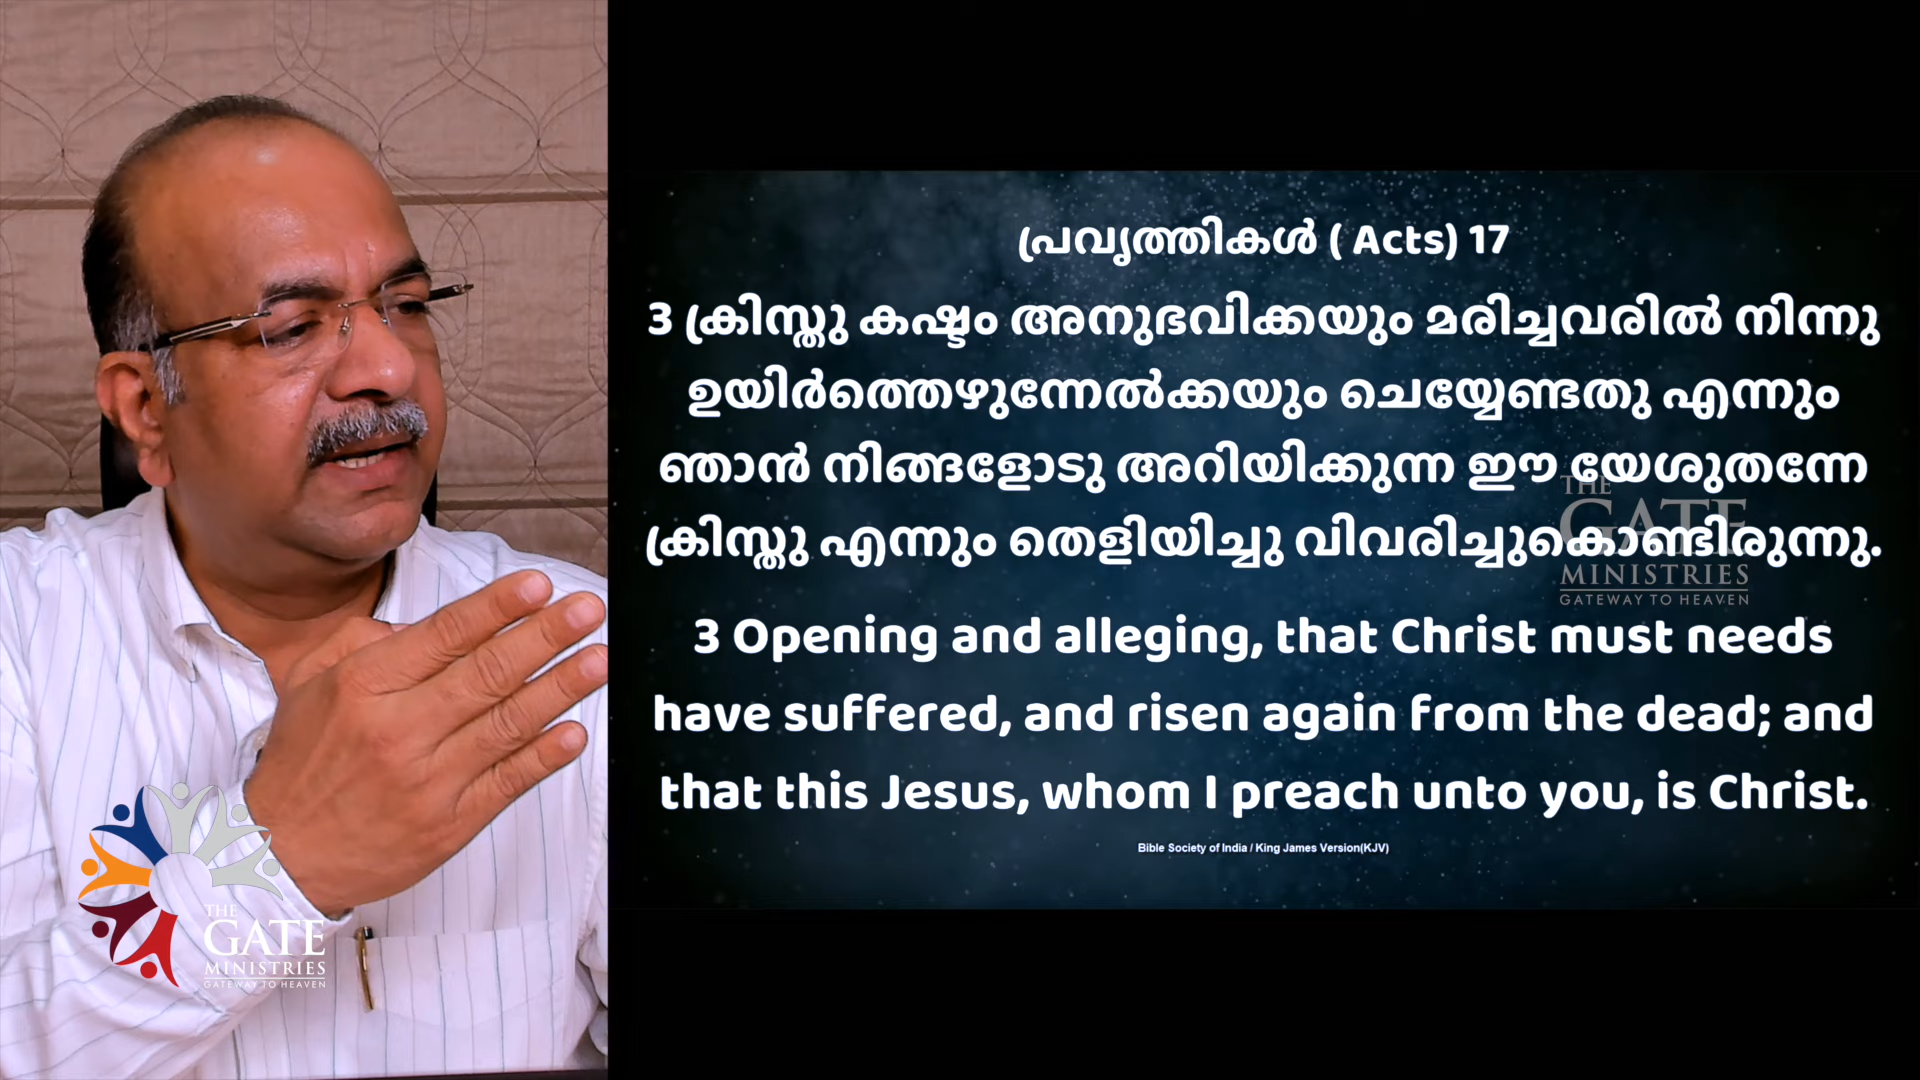 പ്രവൃത്തികൾ ( Acts) 17
3 ക്രിസ്തു കഷ്ടം അനുഭവിക്കയും മരിച്ചവരിൽ നിന്നു
ഉയിർത്തെഴുന്നേൽക്കയും ചെയ്യേണ്ടതു എന്നും
ഞാൻ നിങ്ങളോടു അറിയിക്കുന്ന ഈ യേശുതന്നേ
ക്രിസ്തു എന്നും തെളിയിച്ചു വിവരിച്ചുകൊണ്ടിരുന്നു.
3 Opening and alleging, that Christ must needs
have suffered, and risen again from the dead; and
that this Jesus, whom I preach unto you, is Christ.
Bible Society of India / King James Version(KJV)
THE
GATE
MINISTRIES
GATEWAY TO HEAVEN
THE
GATE
MINISTRIES
GATEWAY TO HEAVEN